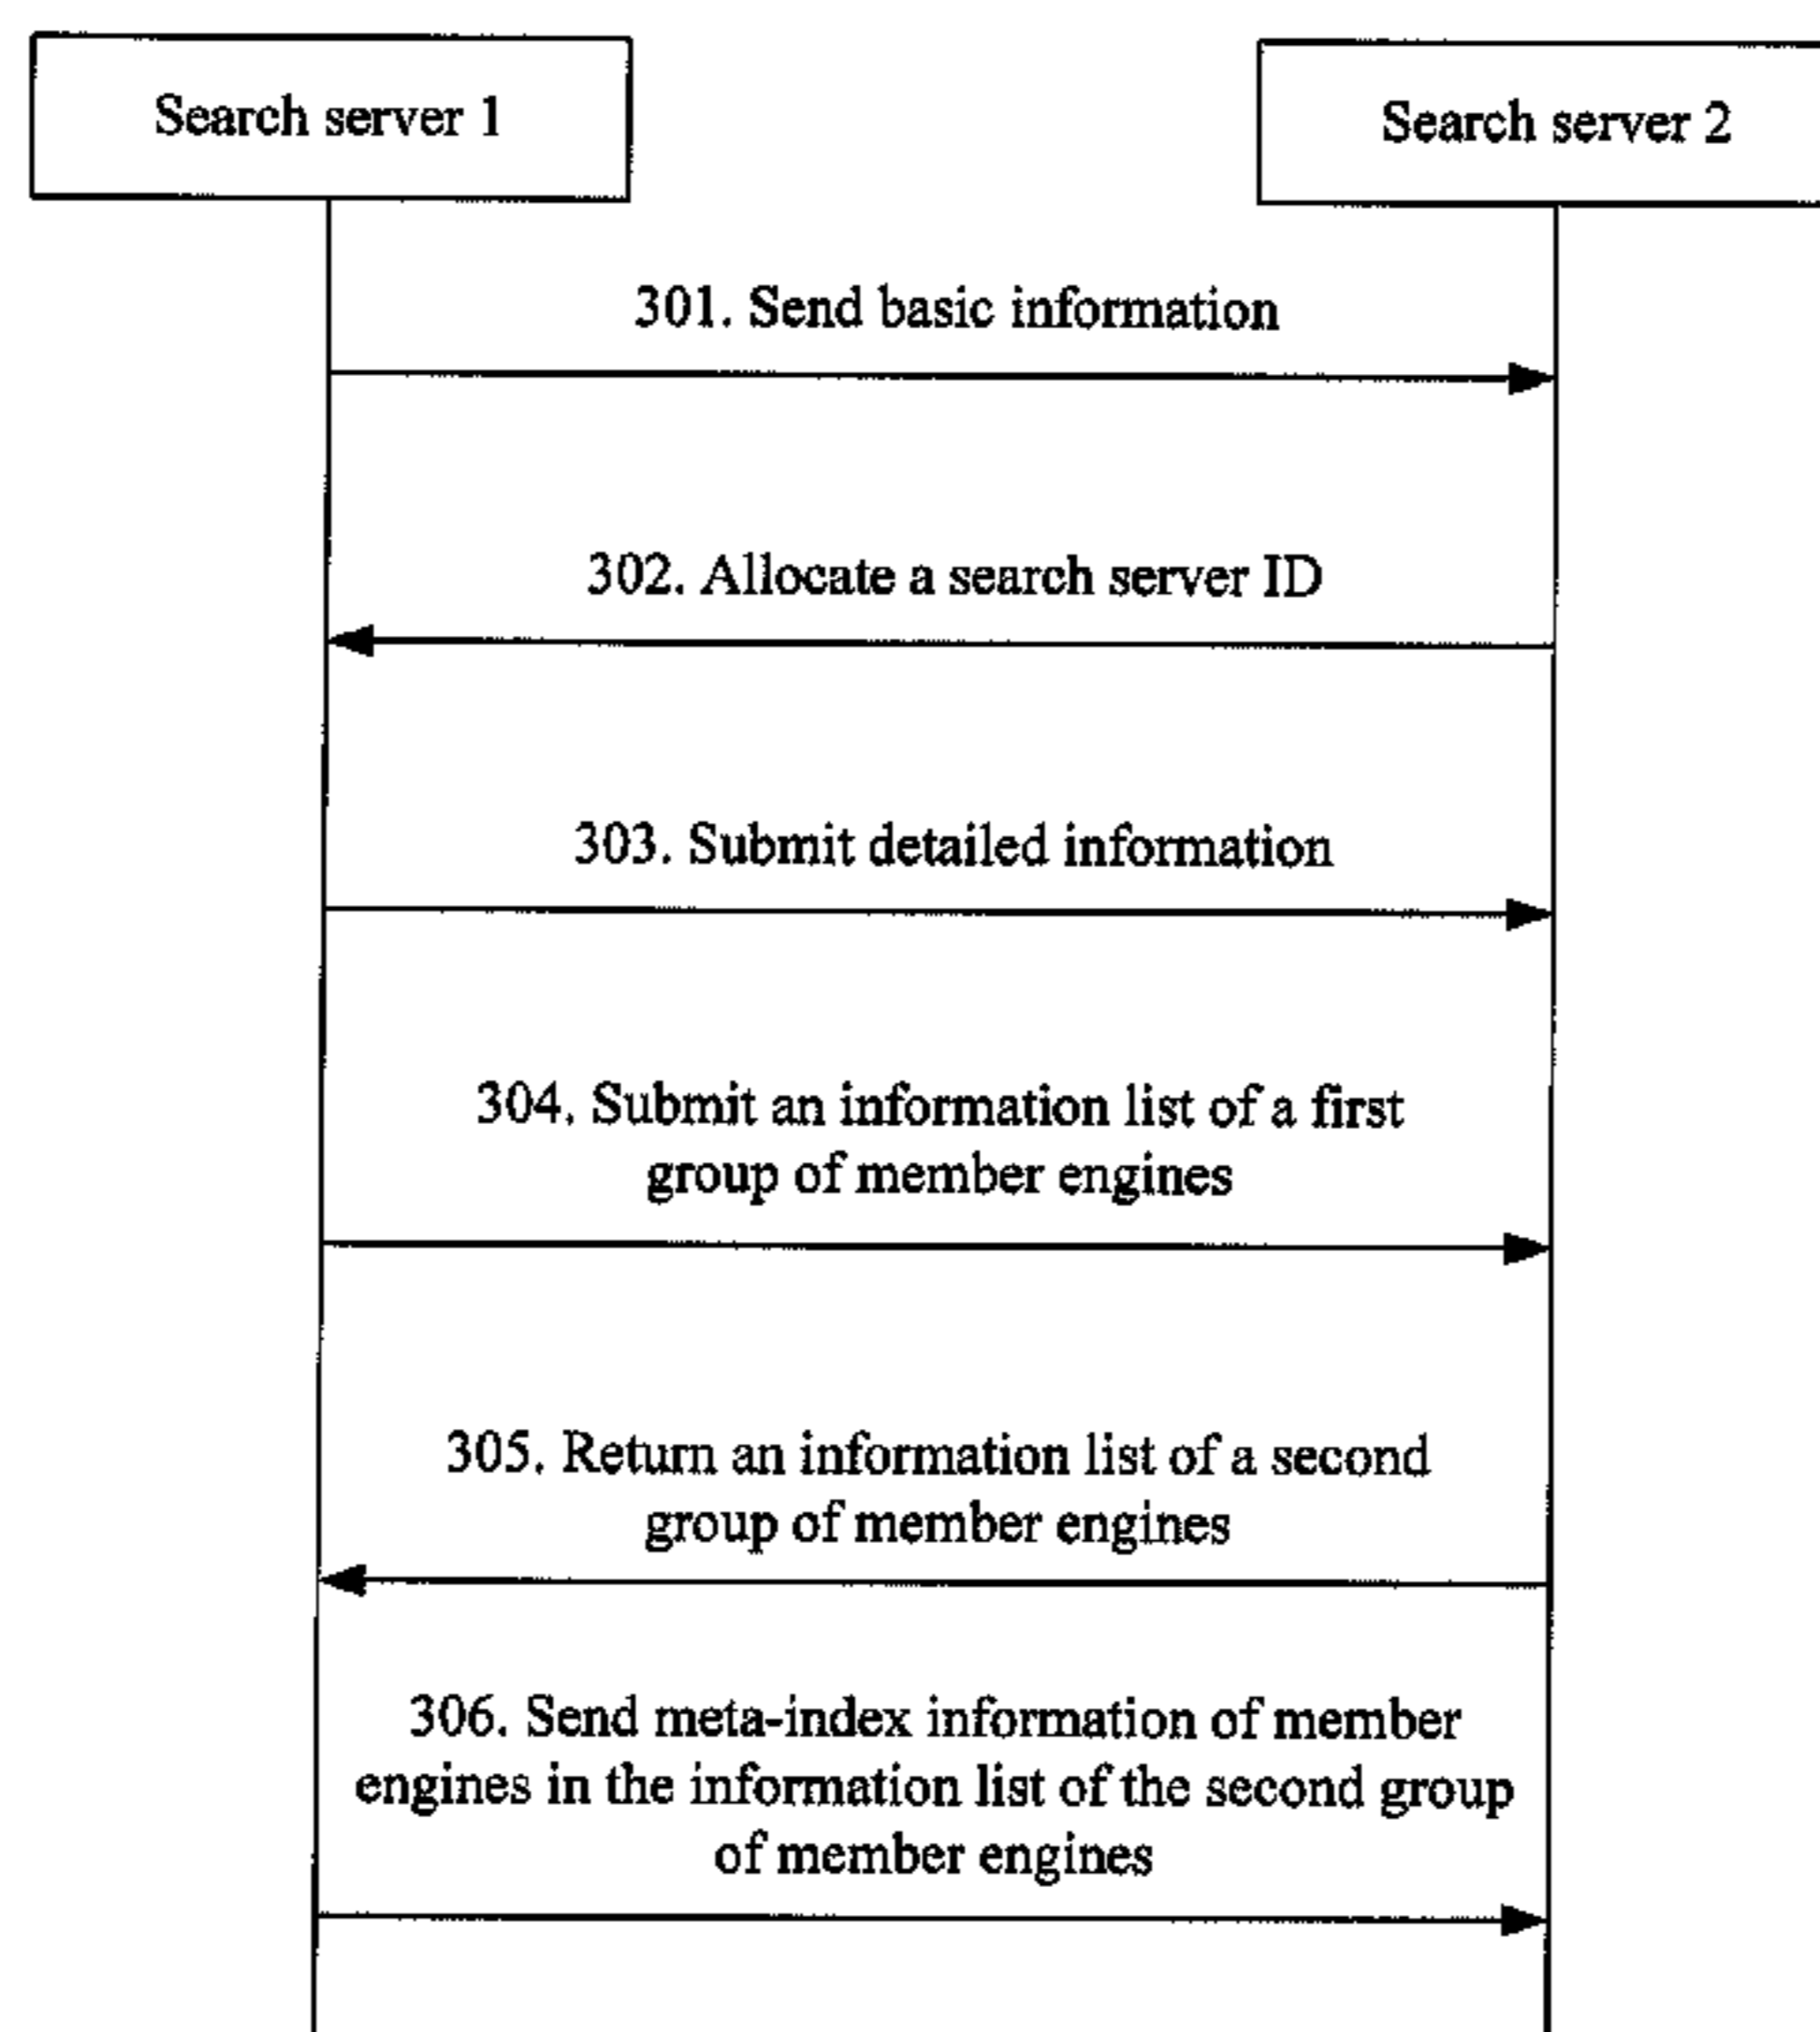 Search server 1
Search server 2
301. Send basic information
302. Allocate a search server ID
303. Submit detailed information
304. Submit an information list of a first
group of member engines
305. Return an information list of a second
group of member engines
306. Send meta-index information of member
engines in the information list of the second group
of member engines